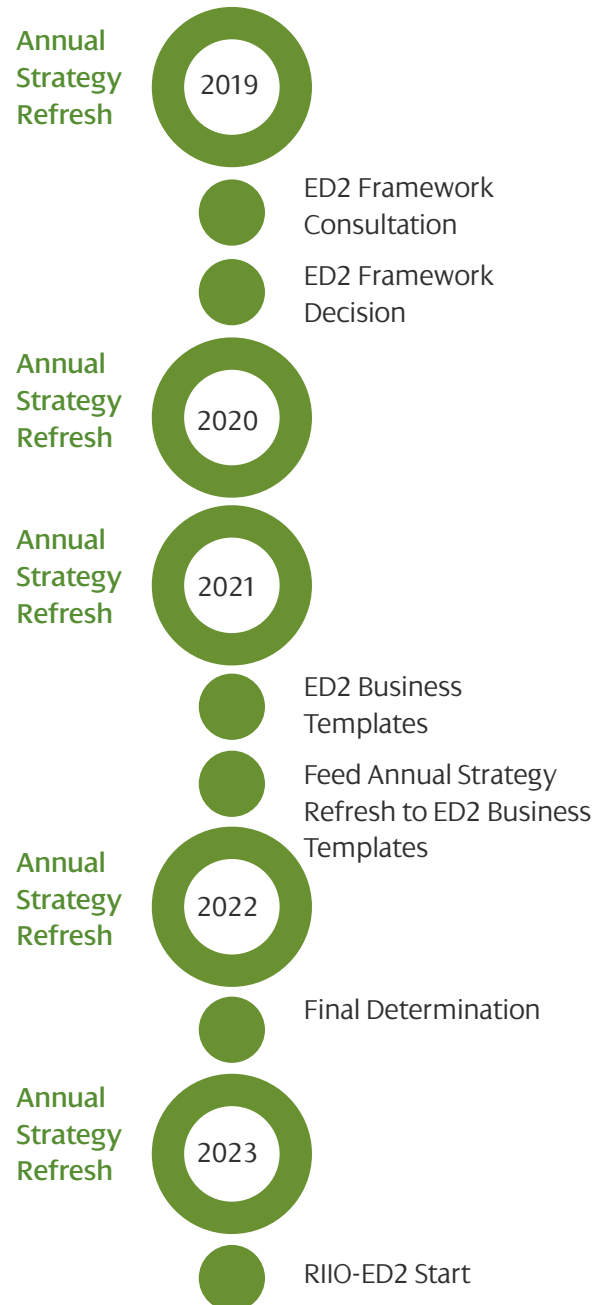 Annual
Strategy
Refresh
2019
ED2 Framework
Consultation
ED2 Framework
Decision
Annual
Strategy
Refresh
2020
Annual
Strategy
Refresh
2021
ED2 Business
Templates
Feed Annual Strategy
Refresh to ED2 Business
Templates
Annual
Strategy
Refresh
2022
Final Determination
Annual
Strategy
Refresh
2023
RIIO-ED2 Start